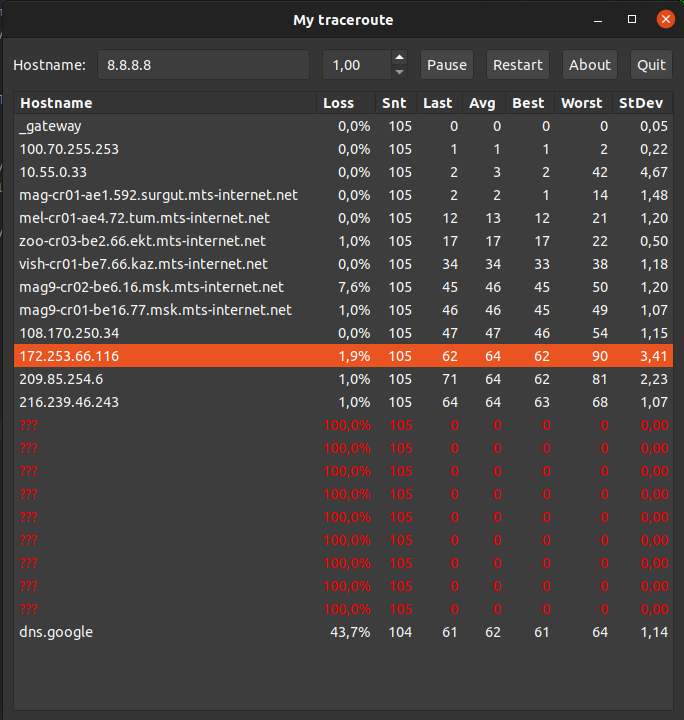 My traceroute
Hostname: 8.8.8.8 1,00 Pause Restart About Quit
Hostname Loss Snt Last Avg Best Worst StDev
_gateway 0,0% 105 0 0 0 0 0,05
100.70.255.253 0,0% 105 1 1 1 2 0,22
10.55.0.33 0,0% 105 2 3 2 42 4,67
mag-cr01-ae1.592.surgut.mts-internet.net 0,0% 105 2 2 1 14 1,48
mel-cr01-ae4.72.tum.mts-internet.net 0,0% 105 12 13 12 21 1,20
zoo-cr03-be2.66.ekt.mts-internet.net 1,0% 105 17 17 17 22 0,50
vish-cr01-be7.66.kaz.mts-internet.net 0,0% 105 34 34 33 38 1,18
mag9-cr02-be6.16.msk.mts-internet.net 7,6% 105 45 46 45 50 1,20
mag9-cr01-be16.77.msk.mts-internet.net 1,0% 105 46 46 45 49 1,07
108.170.250.34 0,0% 105 47 47 46 54 1,15
172.253.66.116 1,9% 105 62 64 62 90 3,41
209.85.254.6 1,0% 105 71 64 62 81 2,23
216.239.46.243 1,0% 105 64 64 63 68 1,07
??? 100,0% 105 0 0 0 0 0,00
??? 100,0% 105 0 0 0 0 0,00
??? 100,0% 105 0 0 0 0 0,00
??? 100,0% 105 0 0 0 0 0,00
??? 100,0% 105 0 0 0 0 0,00
??? 100,0% 105 0 0 0 0 0,00
??? 100,0% 105 0 0 0 0 0,00
??? 100,0% 105 0 0 0 0 0,00
??? 100,0% 105 0 0 0 0 0,00
dns.google 43,7% 104 61 62 61 64 1,14